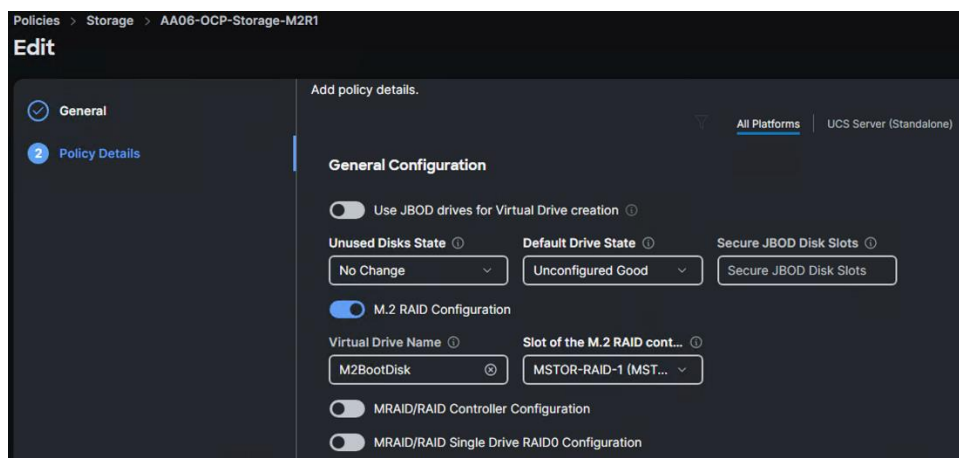 Policies > Storage > AA06-OCP-Storage-M2R1
Edit
General
2 Policy Details
Add policy details.
All Platforms | UCS Server (Standalone)
General Configuration
Use JBOD drives for Virtual Drive creation
Unused Disks State Default Drive State Secure JBOD Disk Slots
No Change Unconfigured Good Secure JBOD Disk Slots
M.2 RAID Configuration
Virtual Drive Name Slot of the M.2 RAID cont...
M2BootDisk MSTOR-RAID-1 (MST...
MRAID/RAID Controller Configuration
MRAID/RAID Single Drive RAID0 Configuration